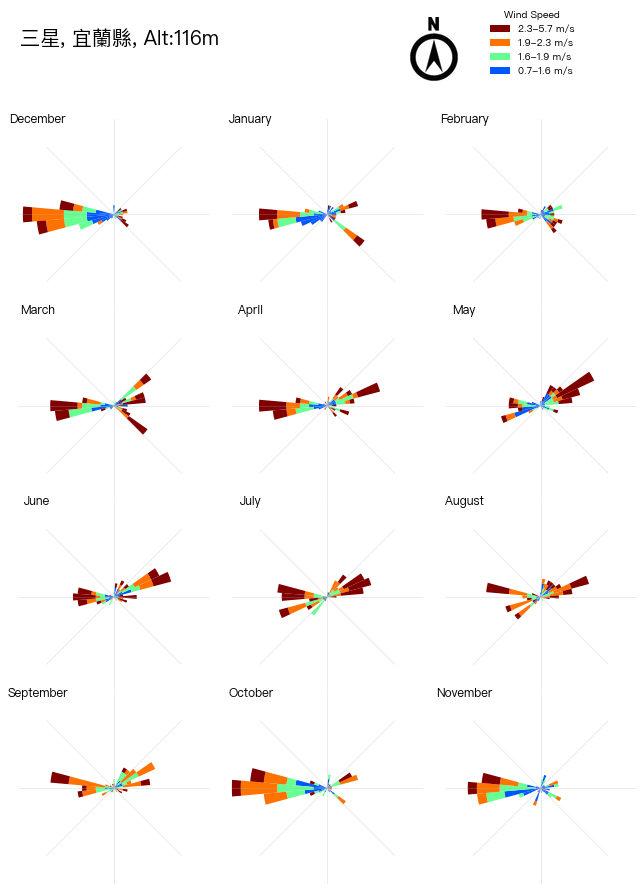 三星, 宜蘭縣, Alt:116m
N
Wind Speed
2.3–5.7 m/s
1.9–2.3 m/s
1.6–1.9 m/s
0.7–1.6 m/s
December
January
February
March
April
May
June
July
August
September
October
November